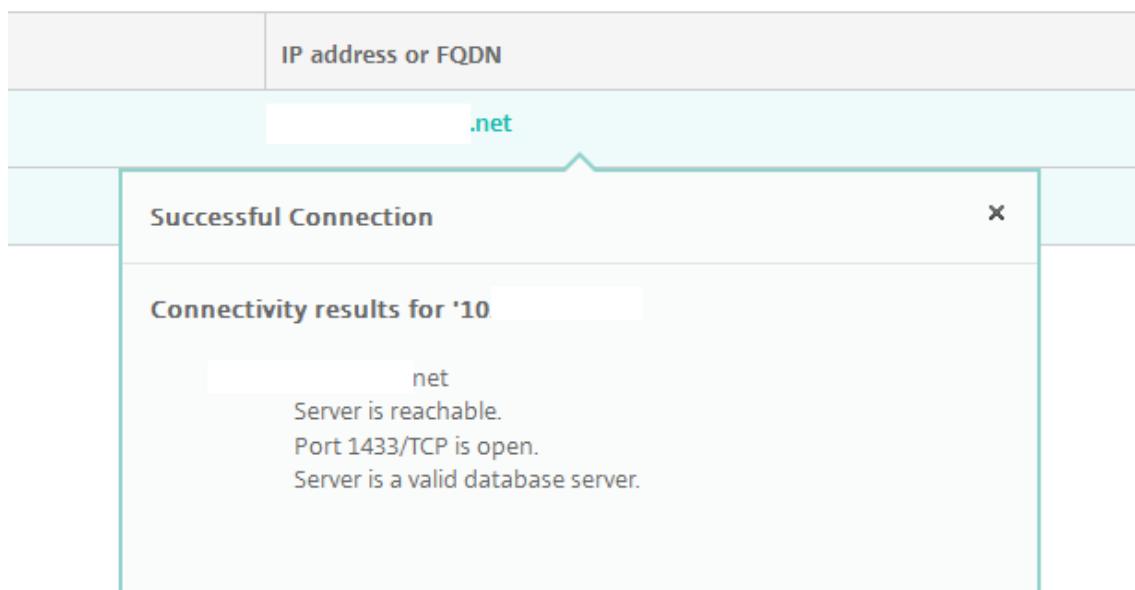 IP address or FQDN
.net
Successful Connection
×
Connectivity results for '10.
net
Server is reachable.
Port 1433/TCP is open.
Server is a valid database server.